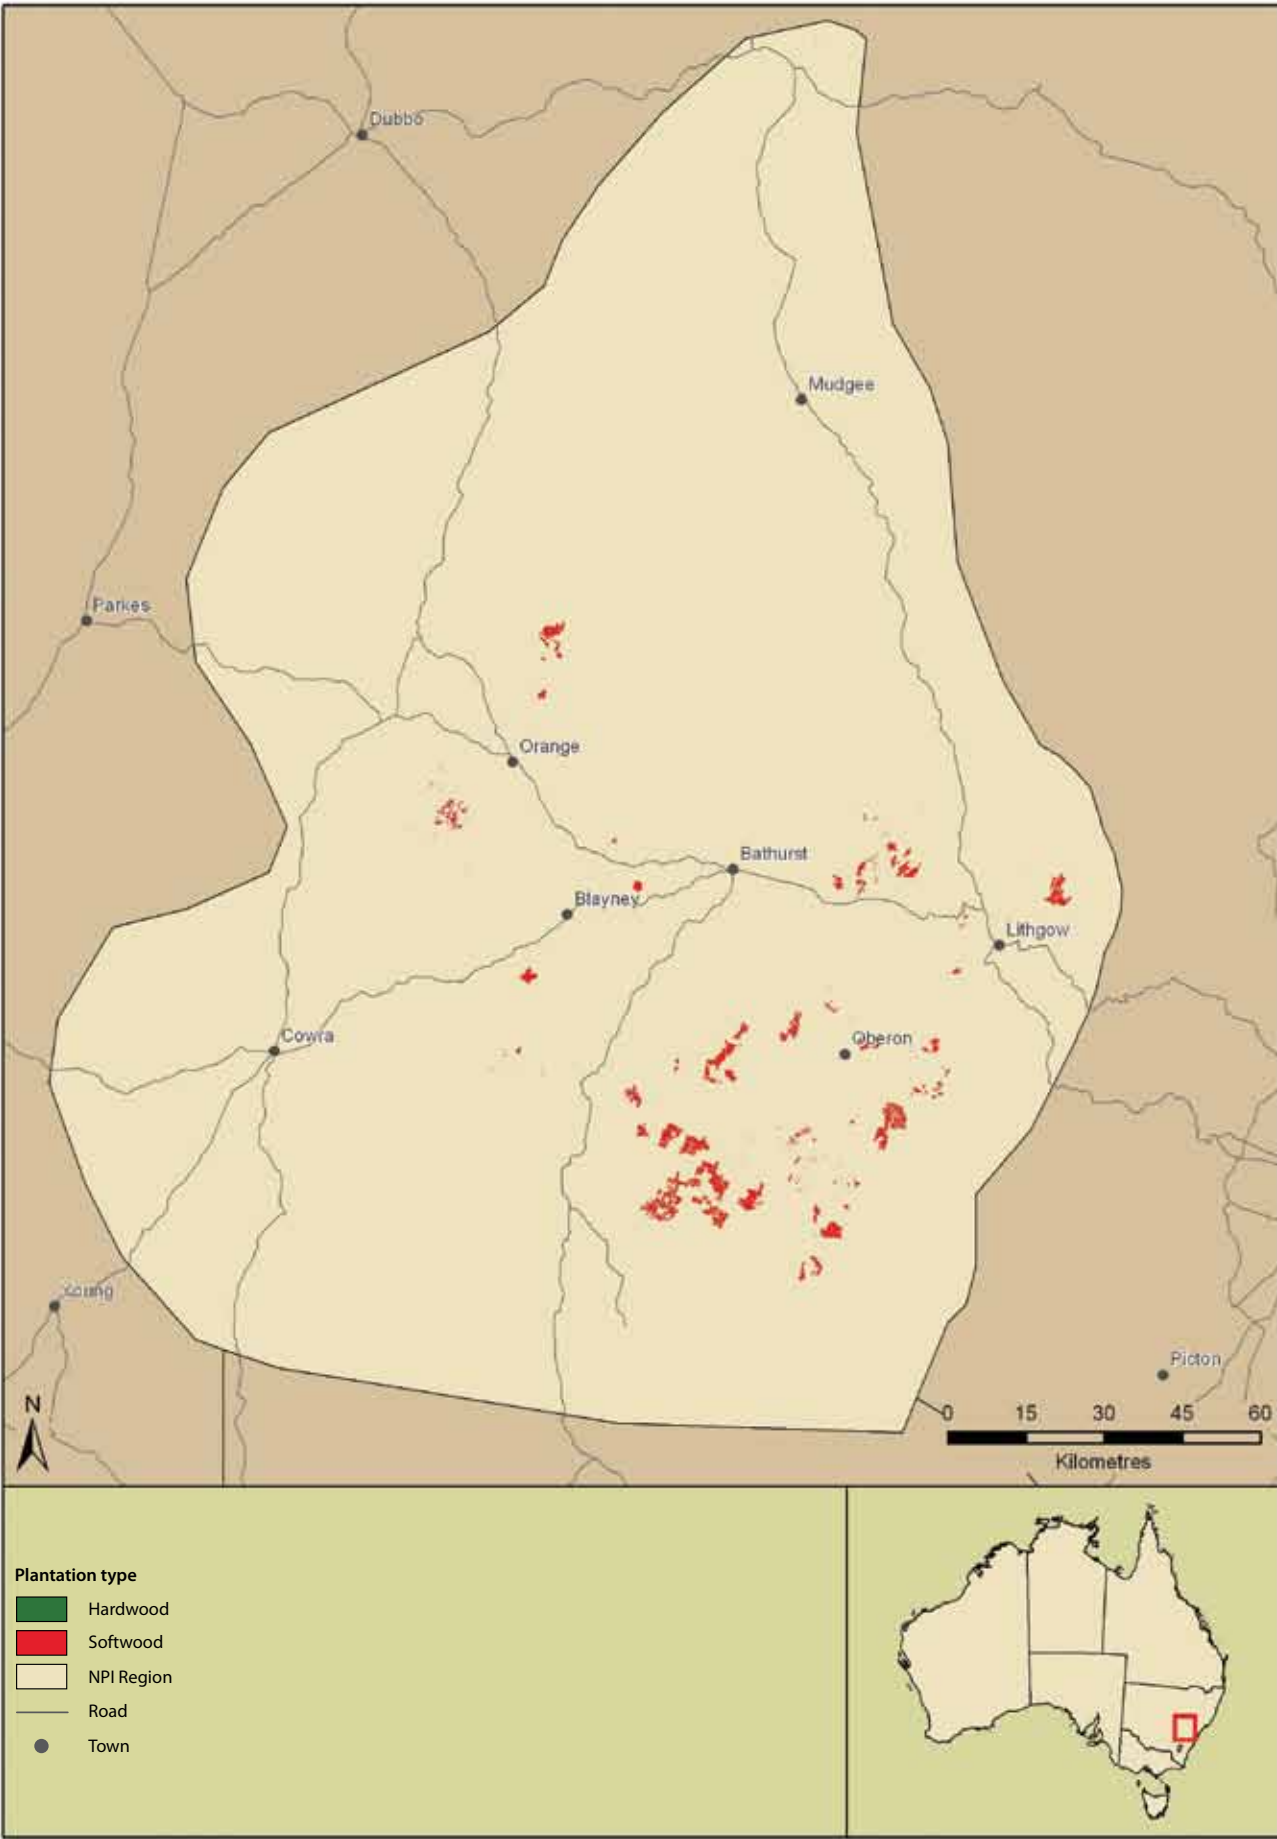 Dubbo
Mudgee
Parkes
Orange
Bathurst
Blayney
Lithgow
Cowra
Oberon
Young
Picton
N
0 15 30 45 60
Kilometres
Plantation type
Hardwood
Softwood
NPI Region
Road
Town